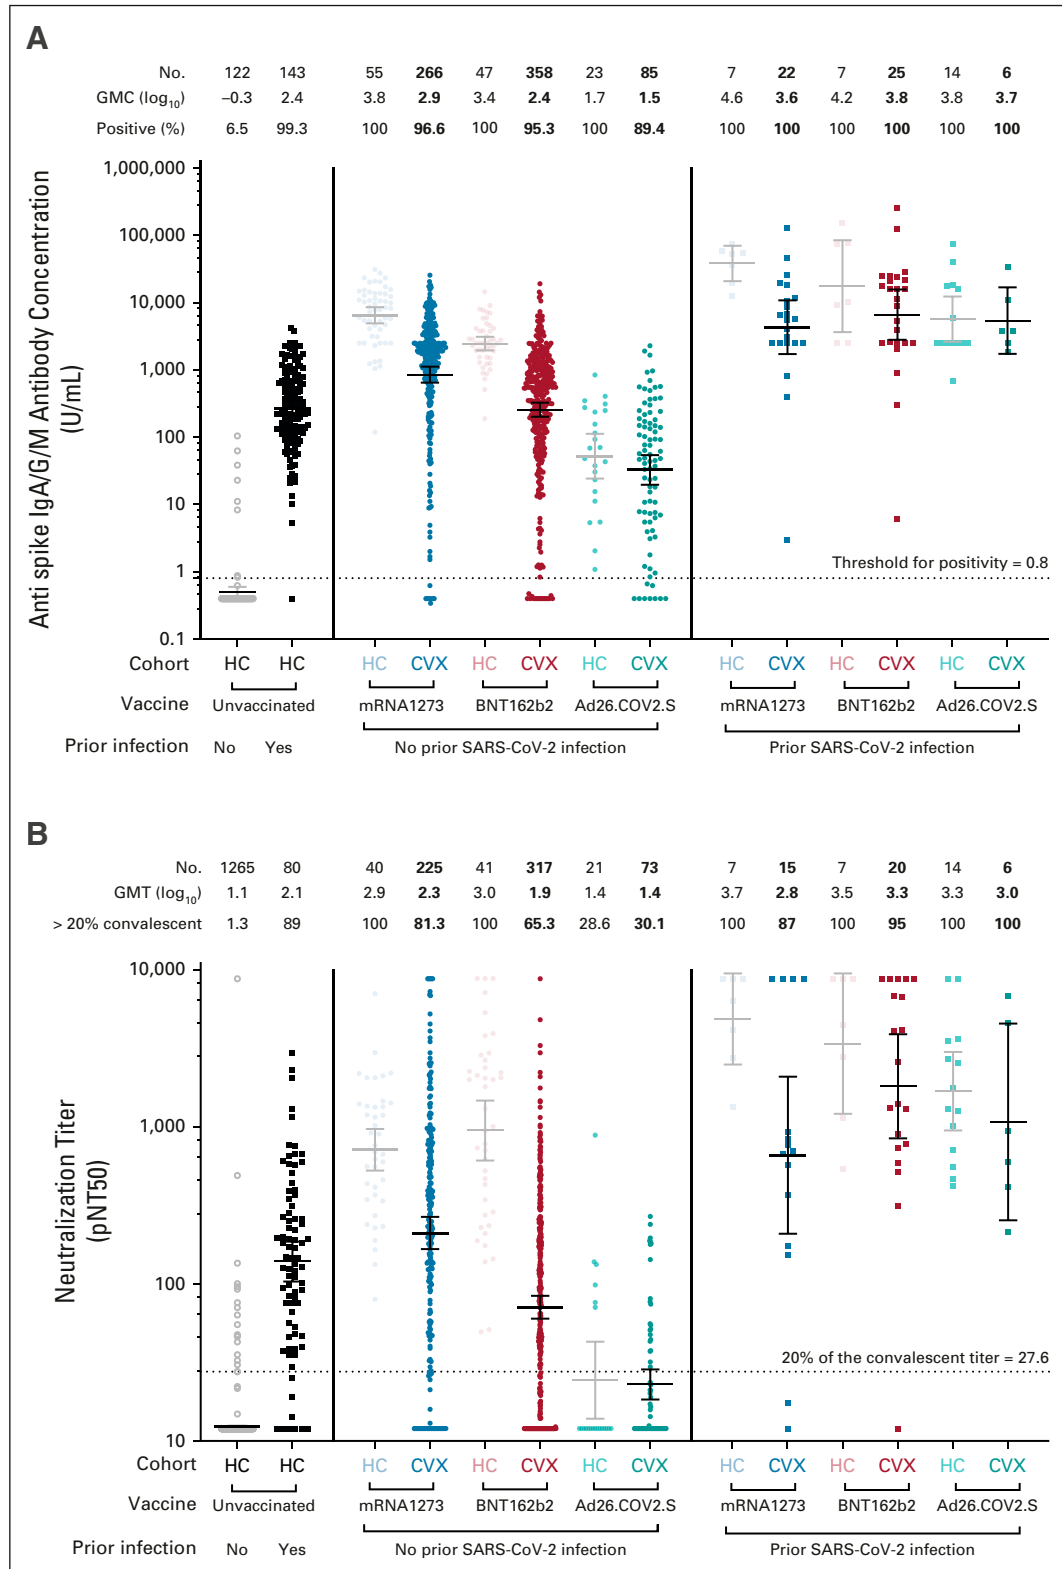 A
No. 122 143 55 266 47 358 23 85 7 22 7 25 14 6
GMC (log10) –0.3 2.4 3.8 2.9 3.4 2.4 1.7 1.5 4.6 3.6 4.2 3.8 3.8 3.7
Positive (%) 6.5 99.3 100 96.6 100 95.3 100 89.4 100 100 100 100 100 100
Anti spike IgA/G/M Antibody Concentration
(U/mL)
1,000,000
100,000
10,000
1,000
100
10
1
0.1
Threshold for positivity = 0.8
Cohort HC HC HC CVX HC CVX HC CVX HC CVX HC CVX HC CVX
Vaccine Unvaccinated mRNA1273 BNT162b2 Ad26.COV2.S mRNA1273 BNT162b2 Ad26.COV2.S
Prior infection No Yes No prior SARS-CoV-2 infection Prior SARS-CoV-2 infection
B
No. 1265 80 40 225 41 317 21 73 7 15 7 20 14 6
GMT (log10) 1.1 2.1 2.9 2.3 3.0 1.9 1.4 1.4 3.7 2.8 3.5 3.3 3.3 3.0
> 20% convalescent 1.3 89 100 81.3 100 65.3 28.6 30.1 100 87 100 95 100 100
Neutralization Titer
(pNT50)
10,000
1,000
100
10
20% of the convalescent titer = 27.6
Cohort HC HC HC CVX HC CVX HC CVX HC CVX HC CVX HC CVX
Vaccine Unvaccinated mRNA1273 BNT162b2 Ad26.COV2.S mRNA1273 BNT162b2 Ad26.COV2.S
Prior infection No Yes No prior SARS-CoV-2 infection Prior SARS-CoV-2 infection